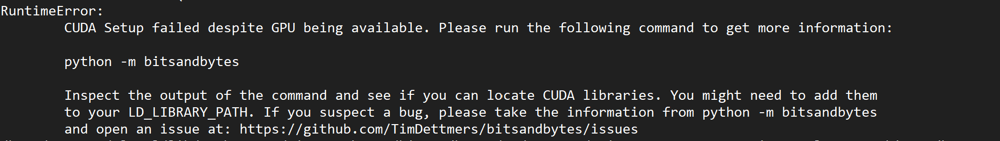 RuntimeError:
CUDA Setup failed despite GPU being available. Please run the following command to get more information:
python -m bitsandbytes
Inspect the output of the command and see if you can locate CUDA libraries. You might need to add them
to your LD_LIBRARY_PATH. If you suspect a bug, please take the information from python -m bitsandbytes
and open an issue at: https://github.com/TimDettmers/bitsandbytes/issues